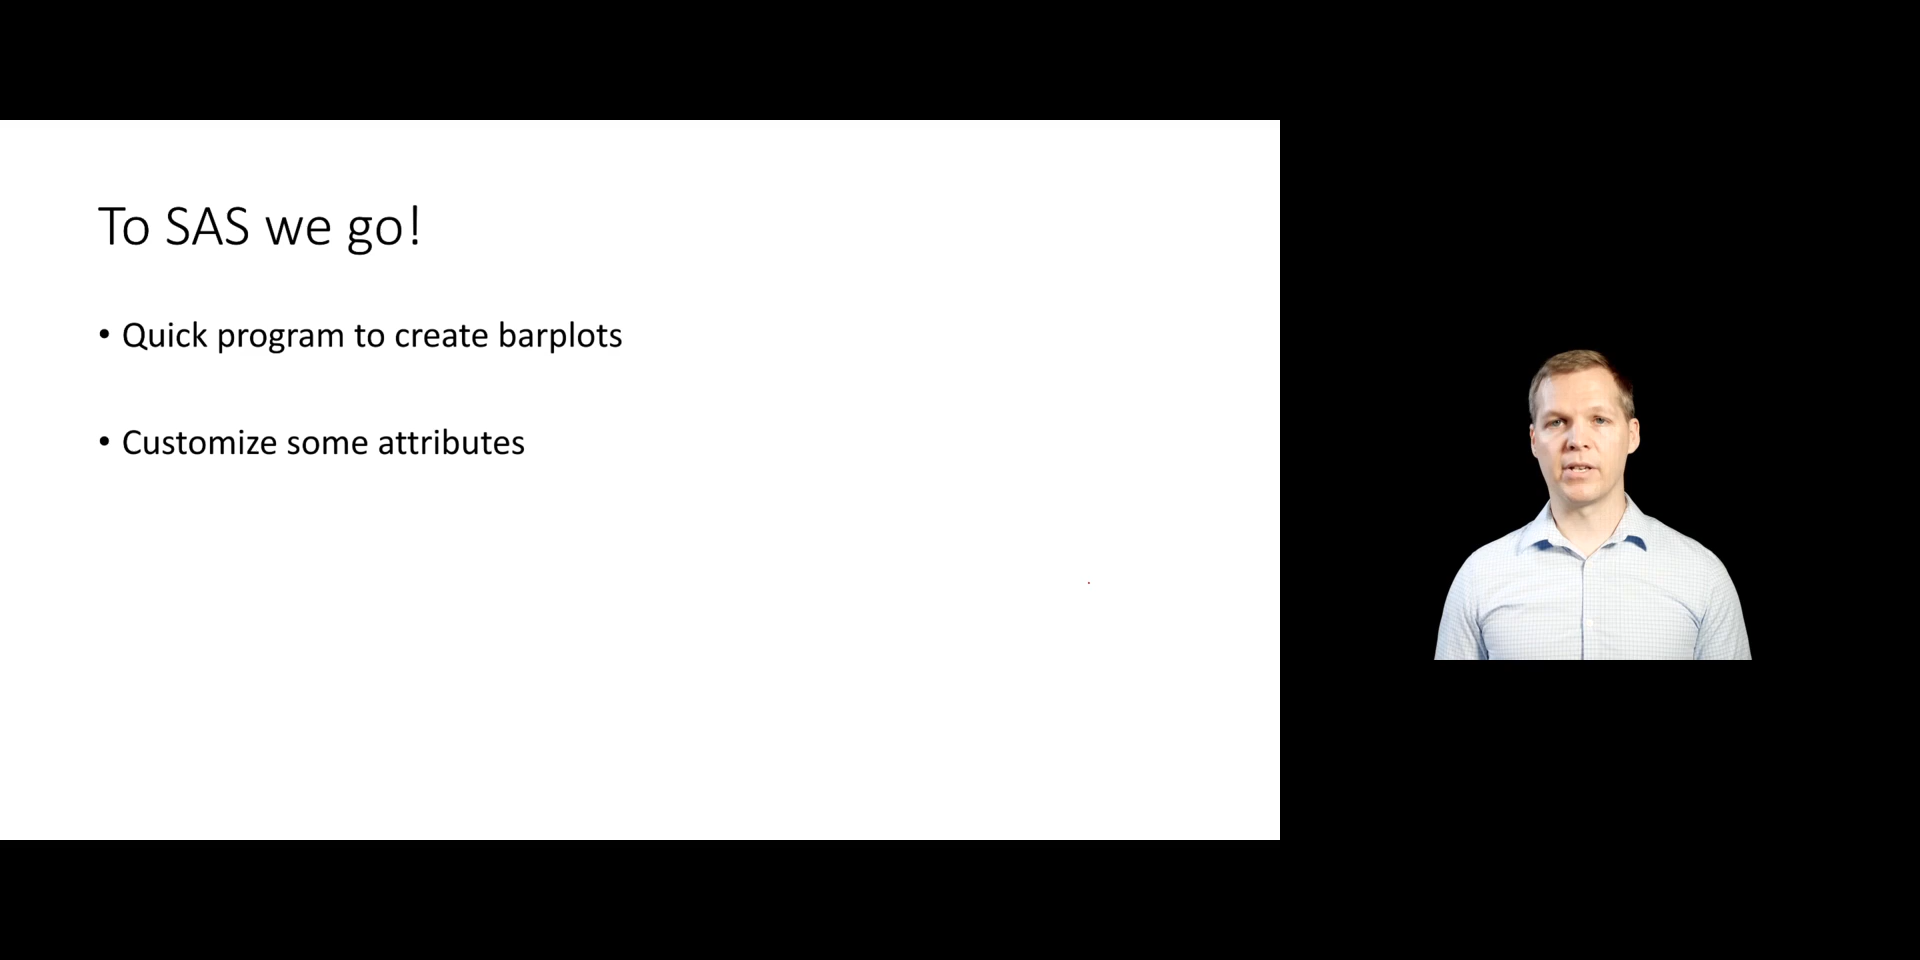 To SAS we go!
• Quick program to create barplots
• Customize some attributes